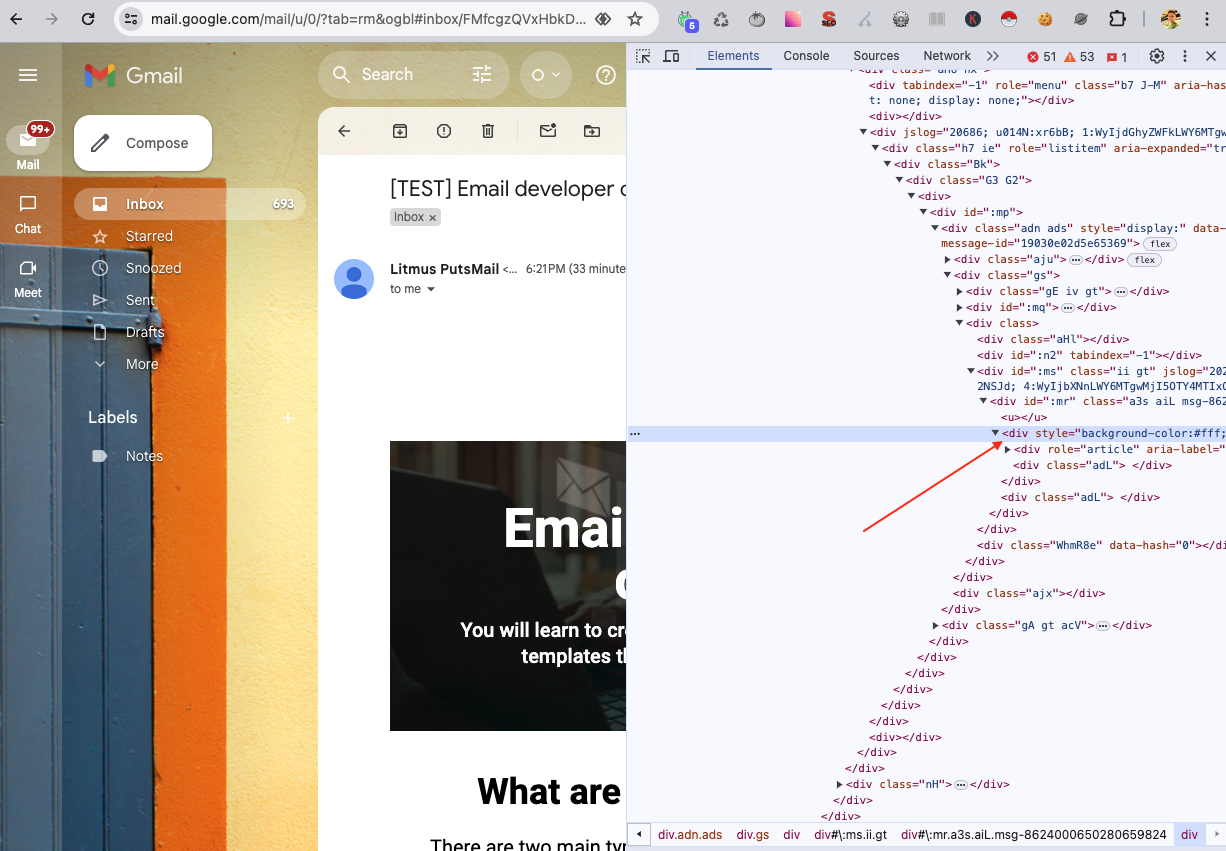 mail.google.com/mail/u/0/?tab=rm&ogbl#inbox/FMfcgzQVxHbkD...
5
SEO
K
Gmail
Search
99+
Mail
Chat
Meet
Compose
Inbox 693
Starred
Snoozed
Sent
Drafts
More
Labels
Notes
[TEST] Email developer
Inbox ×
Litmus PutsMail <... 6:21 PM (33 minute
to me
Emai
You will learn to cr
templates t
What are
There are two main ty
Elements Console Sources Network 51 53 1
<div tabindex="-1" role="menu" class="b7 J-M" aria-has
t: none; display: none;"></div>
<div></div>
<div jslog="20686; u014N:xr6bB; 1:WyIjdGhyZWFkLWY6MTgw
<div class="h7 ie" role="listitem" aria-expanded="tr
<div class="Bk">
<div class="G3 G2">
<div>
<div id=":mp">
<div class="adn ads" style="display:" data-
message-id="19030e02d5e65369"> flex
<div class="aju">…</div> flex
<div class="gs">
<div class="gE iv gt">…</div>
<div id=":mq">…</div>
<div class>
<div class="aHl"></div>
<div id=":n2" tabindex="-1"></div>
<div id=":ms" class="ii gt" jslog="202
2NSJd; 4:WyIjbXNnLWY6MTgwMjI5OTY4MTIxO
<div id=":mr" class="a3s aiL msg-862
<u></u>
<div style="background-color:#fff;
<div role="article" aria-label="
<div class="adL"> </div>
</div>
<div class="adL"> </div>
</div>
</div>
<div class="WhmR8e" data-hash="0"></di
</div>
</div>
<div class="ajx"></div>
</div>
<div class="gA gt acV">…</div>
</div>
</div>
</div>
</div>
</div>
</div>
<div></div>
</div>
</div>
<div class="nH">…</div>
</div>
</div>
div.adn.ads div.gs div div#\:ms.ii.gt div#\:mr.a3s.aiL.msg-8624000650280659824 div